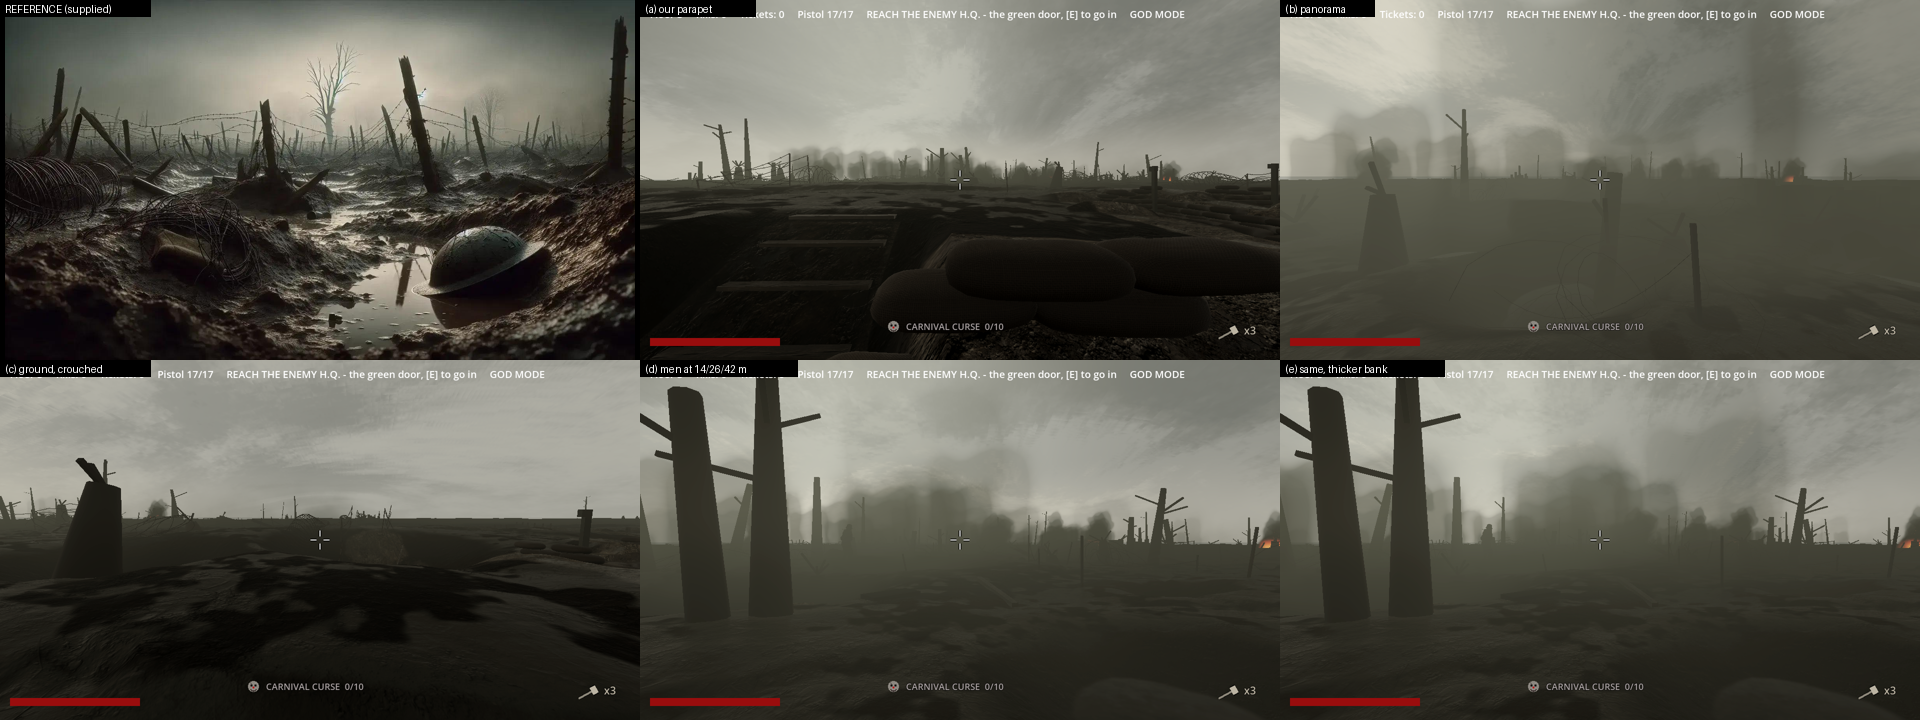 REFERENCE (supplied)
(a) our parapet
Tickets: 0 Pistol 17/17 REACH THE ENEMY H.Q. - the green door, [E] to go in GOD MODE
CARNIVAL CURSE 0/10
x3
(b) panorama
Tickets: 0 Pistol 17/17 REACH THE ENEMY H.Q. - the green door, [E] to go in GOD MODE
CARNIVAL CURSE 0/10
x3
(c) ground, crouched
Pistol 17/17 REACH THE ENEMY H.Q. - the green door, [E] to go in GOD MODE
CARNIVAL CURSE 0/10
x3
(d) men at 14/26/42 m
Pistol 17/17 REACH THE ENEMY H.Q. - the green door, [E] to go in GOD MODE
CARNIVAL CURSE 0/10
x3
(e) same, thicker bank
17/17 REACH THE ENEMY H.Q. - the green door, [E] to go in GOD MODE
CARNIVAL CURSE 0/10
x3